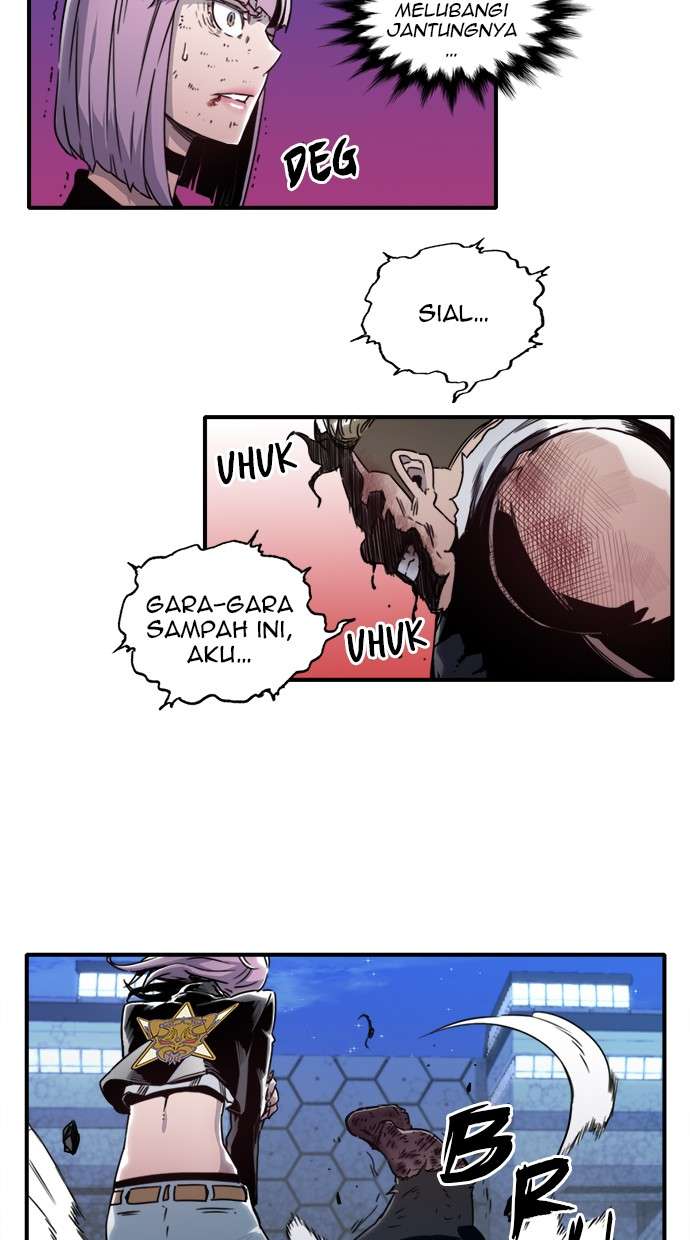 MELUBANGI
JANTUNGNYA
...
DEG
SIAL...
UHUK
GARA-GARA
SAMPAH INI,
AKU...
UHUK